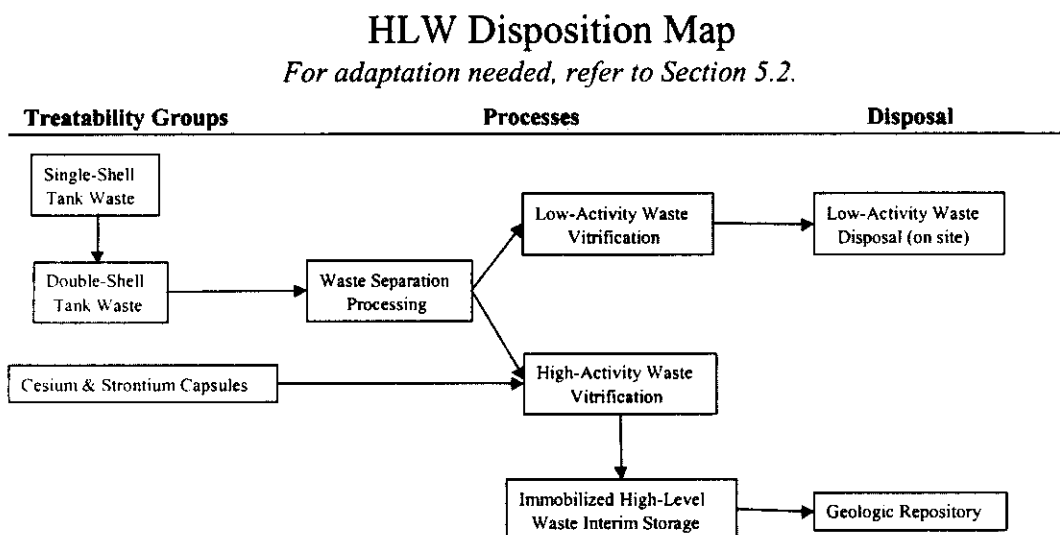 HLW Disposition Map
For adaptation needed, refer to Section 5.2.
Treatability Groups
Processes
Disposal
Single-Shell
Tank Waste
Double-Shell
Tank Waste
Waste Separation
Processing
Low-Activity Waste
Vitrification
Low-Activity Waste
Disposal (on site)
Cesium & Strontium Capsules
High-Activity Waste
Vitrification
Immobilized High-Level
Waste Interim Storage
Geologic Repository